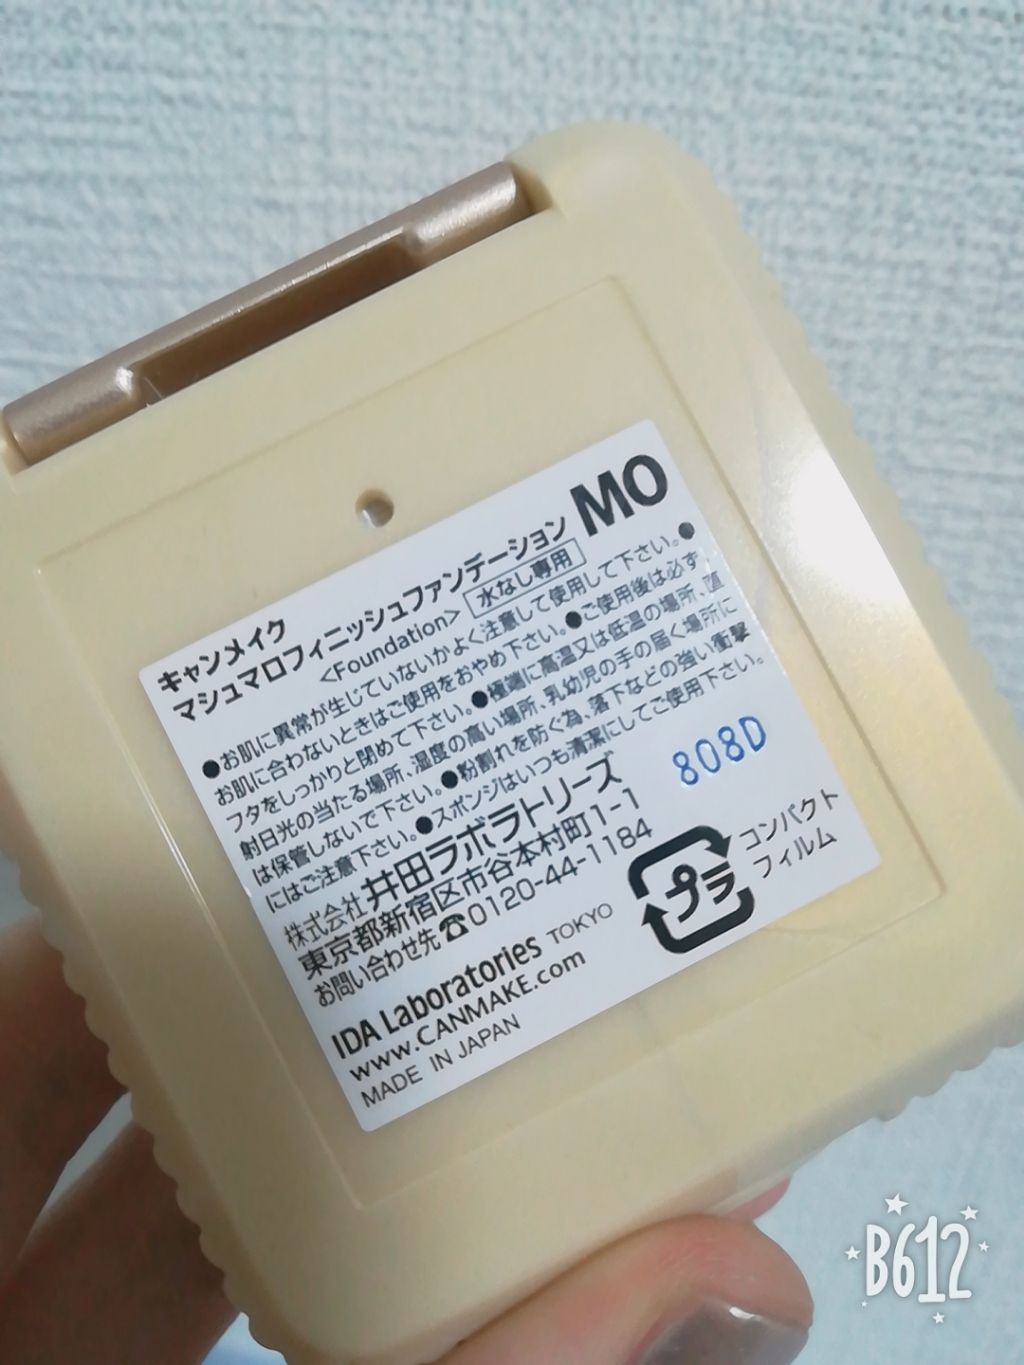 キャンメイク
マシュマロフィニッシュファンデーション MO
<Foundation> 水なし専用
●お肌に異常が生じていないかよく注意して使用して下さい。●
お肌に合わないときはご使用をおやめ下さい。●ご使用後は必ず
フタをしっかりと閉めて下さい。●極端に高温又は低温の場所、直
射日光の当たる場所、湿度の高い場所、乳幼児の手の届く場所に
は保管しないで下さい。●粉割れを防ぐ為、落下などの強い衝撃
にはご注意下さい。●スポンジはいつも清潔にしてご使用下さい。
株式会社 井田ラボラトリーズ
東京都新宿区市谷本村町1-1
お問い合わせ先☎0120-44-1184
IDA Laboratories TOKYO
www.CANMAKE.com
MADE IN JAPAN
808D
プラ
コンパクト
フィルム
B612